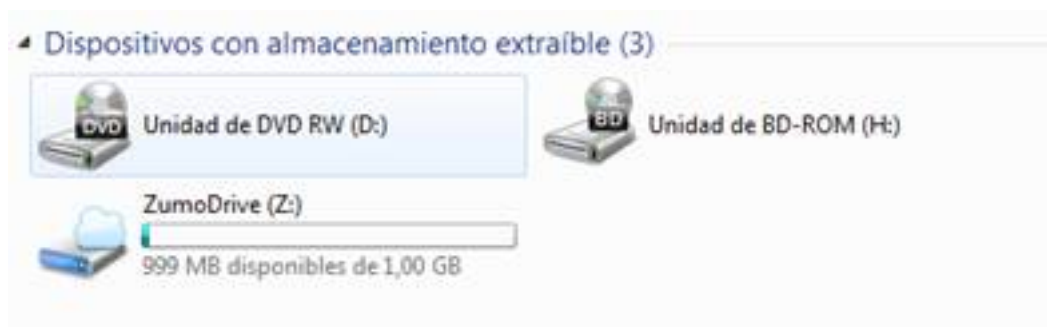 Dispositivos con almacenamiento extraíble (3)
DVD
Unidad de DVD RW (D:)
BD
Unidad de BD-ROM (H:)
ZumoDrive (Z:)
999 MB disponibles de 1,00 GB